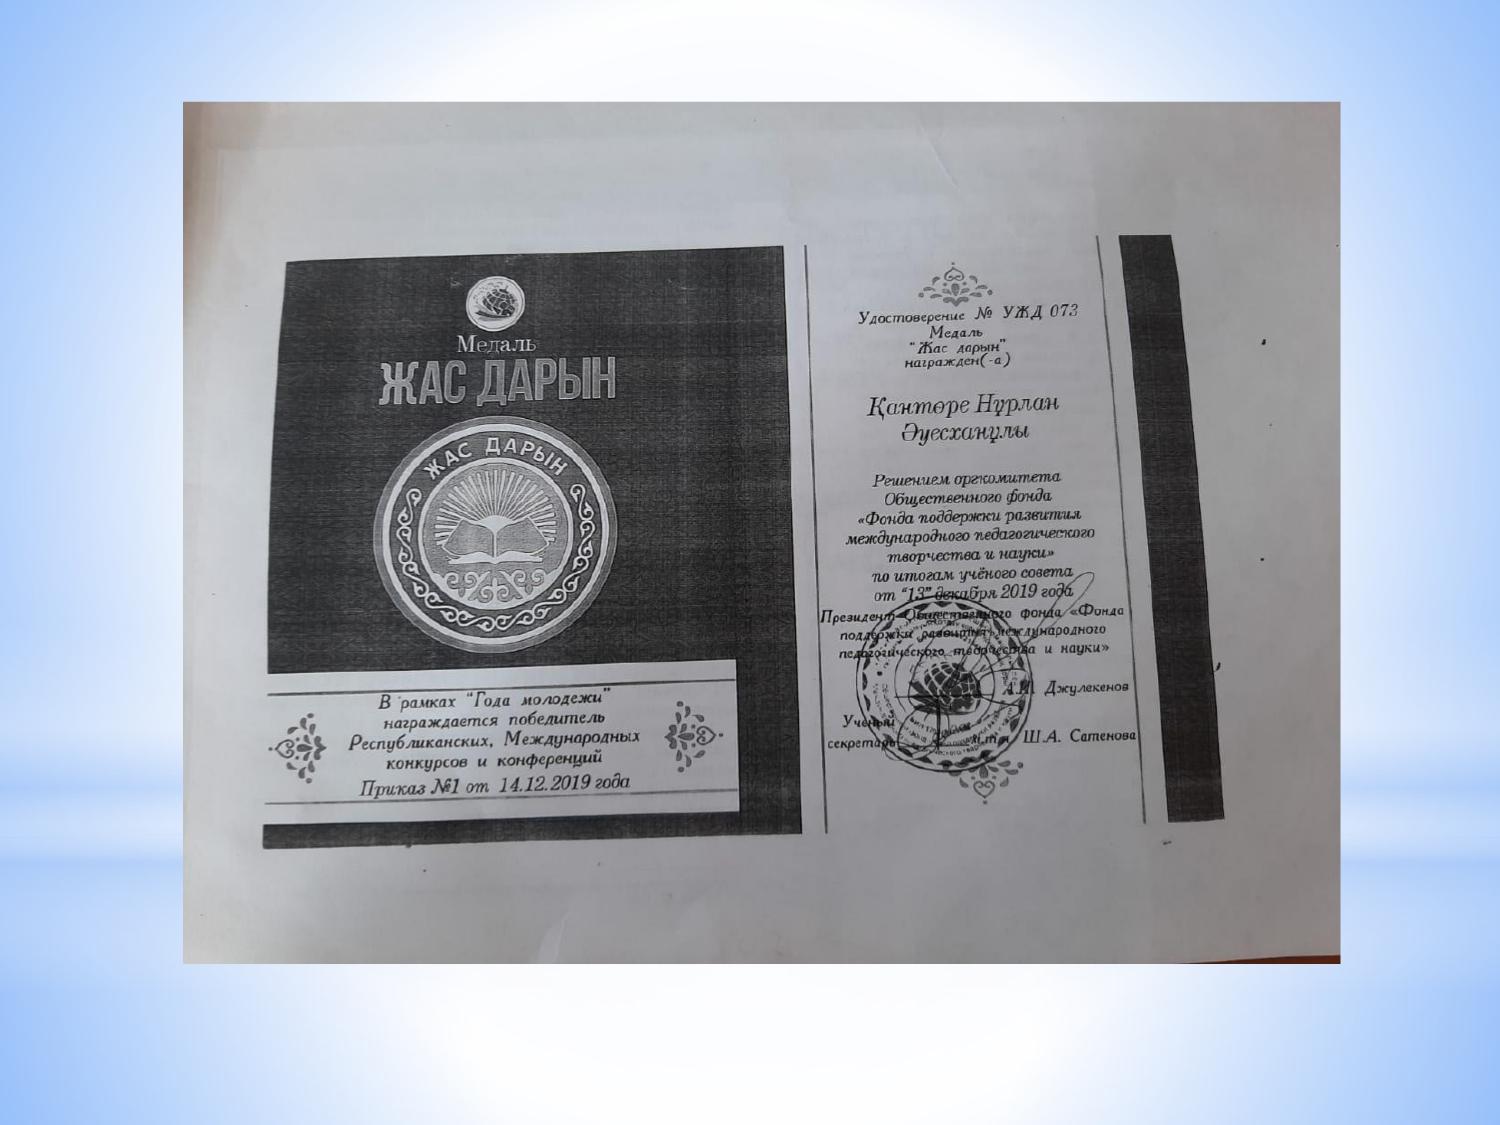 Медаль
ЖАС ДАРЫН
ЖАС ДАРЫН
В рамках "Года молодежи"
награждается победитель
Республиканских, Международных
конкурсов и конференций
Приказ №1 от 14.12.2019 года
Удостоверение № УЖД 073
Медаль
"Жас дарын"
награжден(-а)
Қантөре Нұрлан
Әуесханұлы
Решением оргкомитета
Общественного фонда
«Фонда поддержки развития
международного педагогического
творчества и науки»
по итогам учёного совета
от "13" декабря 2019 года
Президент Общественного фонда «Фонда
поддержки развития международного
педагогического творчества и науки»
Джулекенов
Ученый
секретарь Ш.А. Сатенова